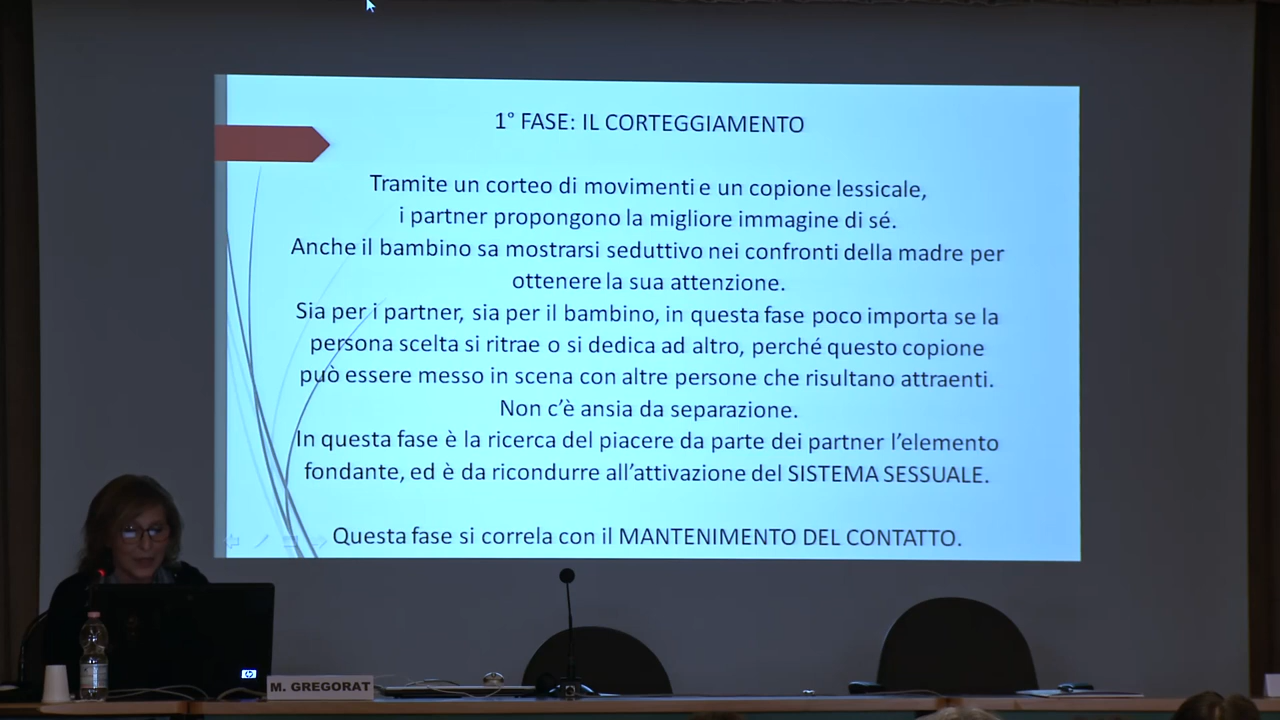 1° FASE: IL CORTEGGIAMENTO
Tramite un corteo di movimenti e un copione lessicale,
i partner propongono la migliore immagine di sé.
Anche il bambino sa mostrarsi seduttivo nei confronti della madre per
ottenere la sua attenzione.
Sia per i partner, sia per il bambino, in questa fase poco importa se la
persona scelta si ritrae o si dedica ad altro, perché questo copione
può essere messo in scena con altre persone che risultano attraenti.
Non c'è ansia da separazione.
In questa fase è la ricerca del piacere da parte dei partner l'elemento
fondante, ed è da ricondurre all'attivazione del SISTEMA SESSUALE.
Questa fase si correla con il MANTENIMENTO DEL CONTATTO.
hp
M. GREGORAT